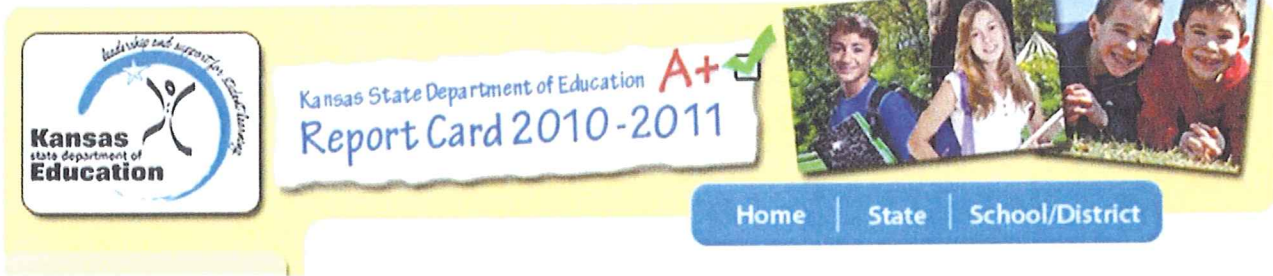 leadership and support for student learning
Kansas
state department of
Education
Kansas State Department of Education A+
Report Card 2010-2011
Home | State | School/District